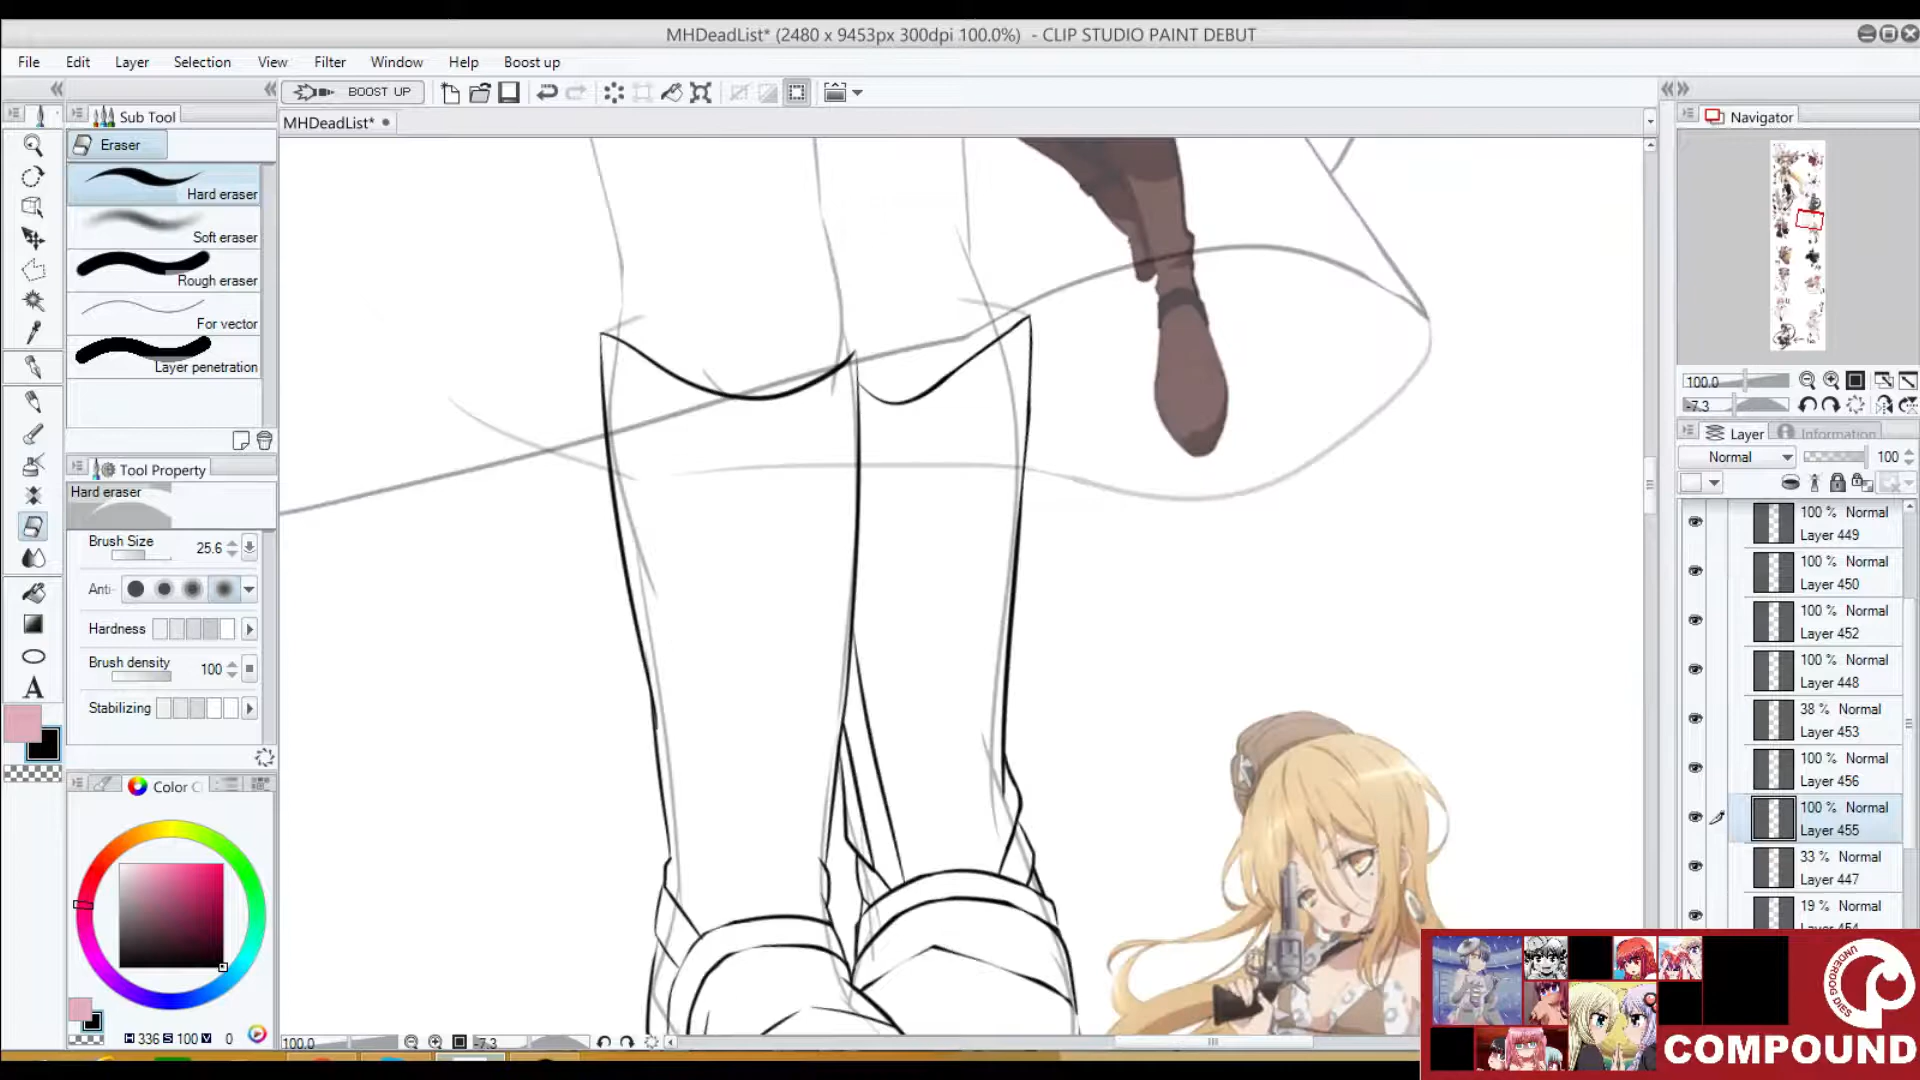 MHDeadList* (2480 x 9453px 300dpi 100.0%) - CLIP STUDIO PAINT DEBUT
File Edit Layer Selection View Filter Window Help Boost up
BOOST UP
Sub Tool
MHDeadList*
Navigator
Eraser
Hard eraser
Soft eraser
Rough eraser
For vector
Layer penetration
100.0
-7.3
Layer Information
Normal 100
Tool Property
Hard eraser
Brush Size 25.6
Anti-
Hardness
Brush density 100
Stabilizing
Color C
H 336 S 100 V 0
100.0 -7.3
100 % Normal
Layer 449
100 % Normal
Layer 450
100 % Normal
Layer 452
100 % Normal
Layer 448
38 % Normal
Layer 453
100 % Normal
Layer 456
100 % Normal
Layer 455
33 % Normal
Layer 447
19 % Normal
Layer 454
UNDERDOG DIES
COMPOUND
A